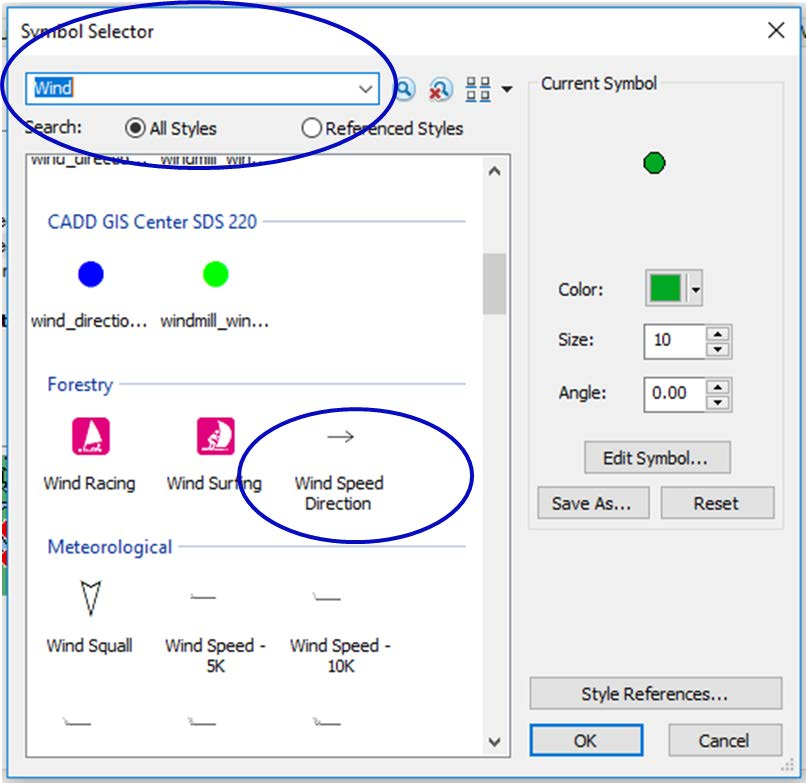 Symbol Selector
Wind
Search: All Styles Referenced Styles
wind_directio... windmill_win...
CADD GIS Center SDS 220
wind_directio... windmill_win...
Forestry
Wind Racing Wind Surfing Wind Speed
Direction
Meteorological
Wind Squall Wind Speed - Wind Speed -
5K 10K
Current Symbol
Color:
Size: 10
Angle: 0.00
Edit Symbol...
Save As... Reset
Style References...
OK Cancel